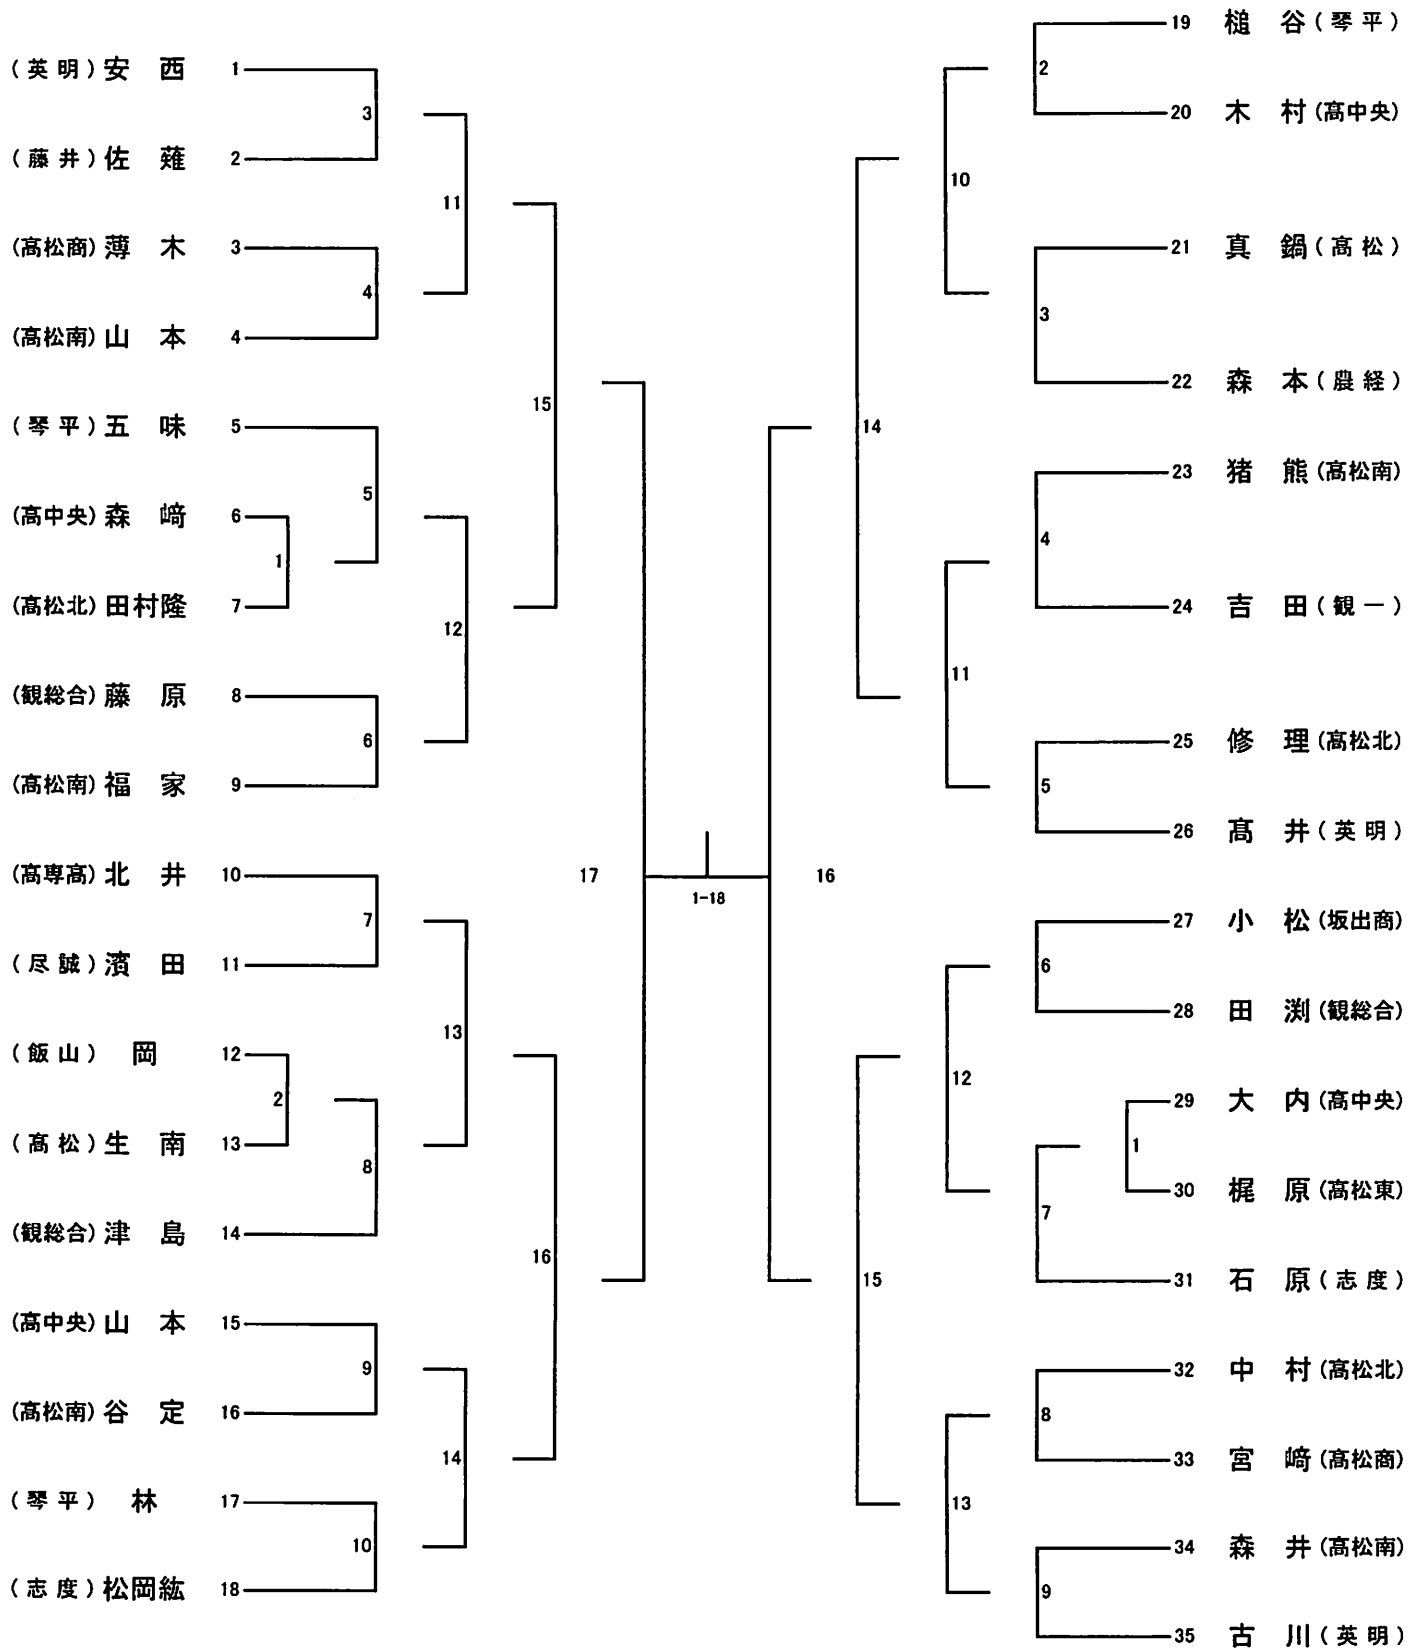 (英明) 安西 1
(藤井) 佐薙 2
(高松商) 薄木 3
(高松南) 山本 4
(琴平) 五味 5
(高中央) 森﨑 6
(高松北) 田村隆 7
(観総合) 藤原 8
(高松南) 福家 9
(高専高) 北井 10
(尽誠) 濱田 11
(飯山) 岡 12
(高松) 生南 13
(観総合) 津島 14
(高中央) 山本 15
(高松南) 谷定 16
(琴平) 林 17
(志度) 松岡紘 18
3
4
1
5
6
7
2
8
9
10
11
12
13
14
15
16
17
1-18
16
14
15
10
11
12
13
2
3
4
5
6
1
7
8
9
19 槌谷 (琴平)
20 木村 (高中央)
21 真鍋 (高松)
22 森本 (農経)
23 猪熊 (高松南)
24 吉田 (観一)
25 修理 (高松北)
26 髙井 (英明)
27 小松 (坂出商)
28 田渕 (観総合)
29 大内 (高中央)
30 梶原 (高松東)
31 石原 (志度)
32 中村 (高松北)
33 宮﨑 (高松商)
34 森井 (高松南)
35 古川 (英明)